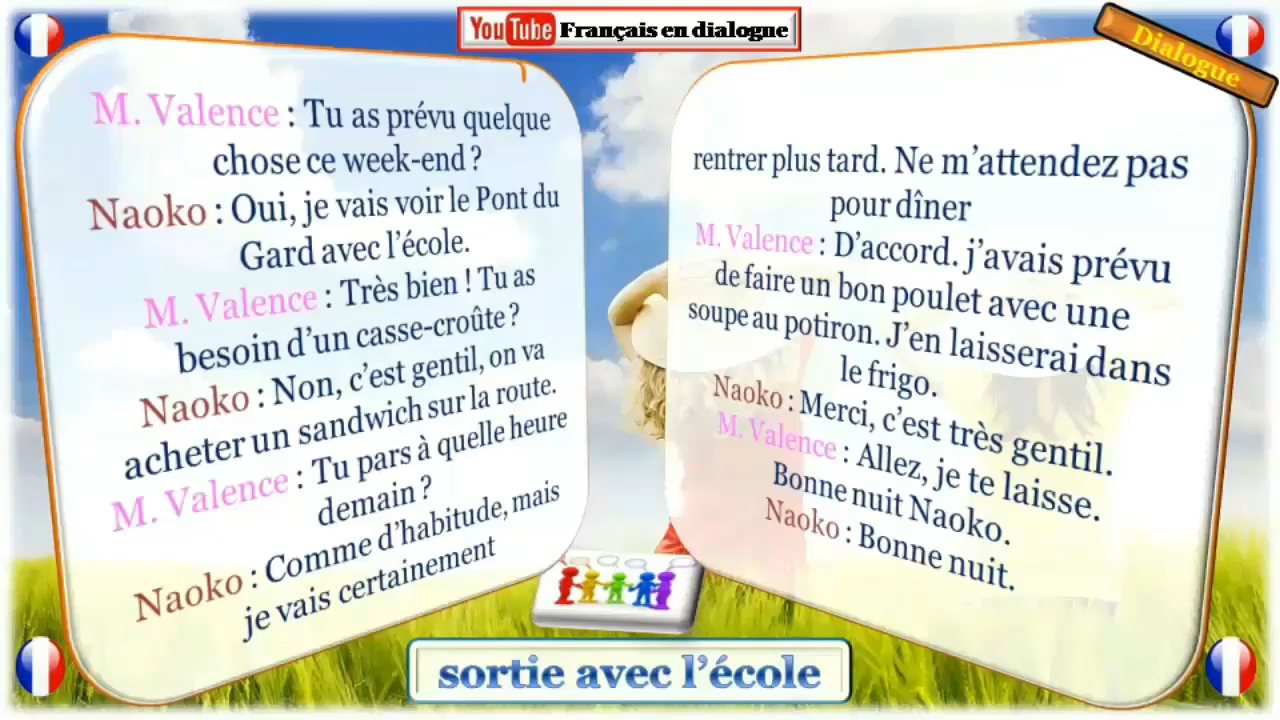 YouTube Français en dialogue
Dialogue
M. Valence : Tu as prévu quelque
chose ce week-end ?
Naoko : Oui, je vais voir le Pont du
Gard avec l'école.
M. Valence : Très bien ! Tu as
besoin d'un casse-croûte ?
Naoko : Non, c'est gentil, on va
acheter un sandwich sur la route.
M. Valence : Tu pars à quelle heure
demain ?
Naoko : Comme d'habitude, mais
je vais certainement
rentrer plus tard. Ne m'attendez pas
pour dîner
M. Valence : D'accord. j'avais prévu
de faire un bon poulet avec une
soupe au potiron. J'en laisserai dans
le frigo.
Naoko : Merci, c'est très gentil.
M. Valence : Allez, je te laisse.
Bonne nuit Naoko.
Naoko : Bonne nuit.
sortie avec l'école